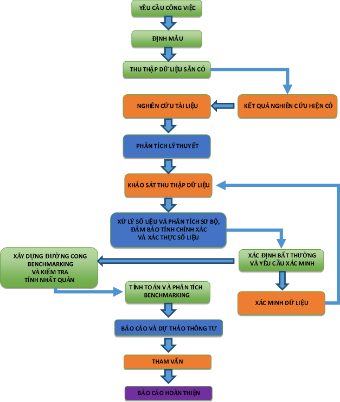 YÊU CẦU CÔNG VIỆC
ĐỊNH MẪU
THU THẬP DỮ LIỆU SẴN CÓ
NGHIÊN CỨU TÀI LIỆU
KẾT QUẢ NGHIÊN CỨU HIỆN CÓ
PHÂN TÍCH LÝ THUYẾT
KHẢO SÁT THU THẬP DỮ LIỆU
XỬ LÝ SỐ LIỆU VÀ PHÂN TÍCH SƠ BỘ,
ĐẢM BẢO TÍNH CHÍNH XÁC
VÀ XÁC THỰC SỐ LIỆU
XÂY DỰNG ĐƯỜNG CONG
BENCHMARKING
VÀ KIỂM TRA
TÍNH NHẤT QUÁN
XÁC ĐỊNH BẤT THƯỜNG
VÀ YÊU CẦU XÁC MINH
TÍNH TOÁN VÀ PHÂN TÍCH
BENCHMARKING
XÁC MINH DỮ LIỆU
BÁO CÁO VÀ DỰ THẢO THÔNG TƯ
THAM VẤN
BÁO CÁO HOÀN THIỆN